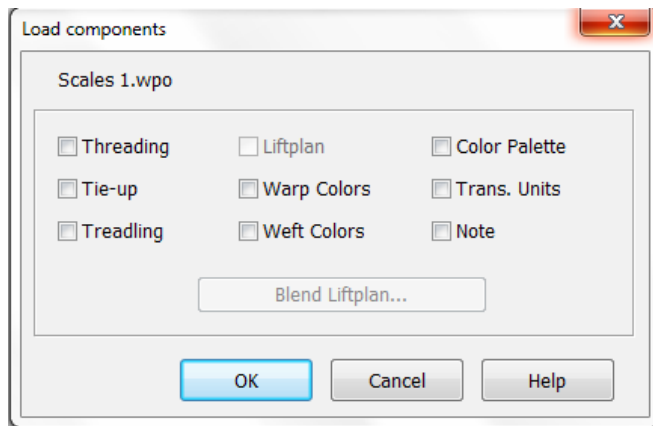 Load components
x
Scales 1.wpo
Threading Liftplan Color Palette
Tie-up Warp Colors Trans. Units
Treadling Weft Colors Note
Blend Liftplan...
OK Cancel Help